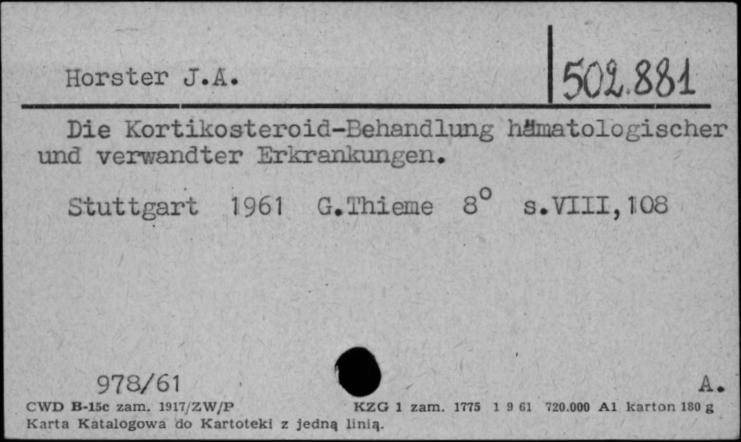 Horster J.A.
502.881
Die Kortikosteroid-Behandlung hämatologischer
und verwandter Erkrankungen.
Stuttgart 1961 G.Thieme 8° s.VIII,108
978/61
A.
CWD B-15c zam. 1917/ZW/P KZG 1 zam. 1775 1 9 61 720.000 A1 karton 180 g
Karta Katalogowa do Kartoteki z jedną linią.